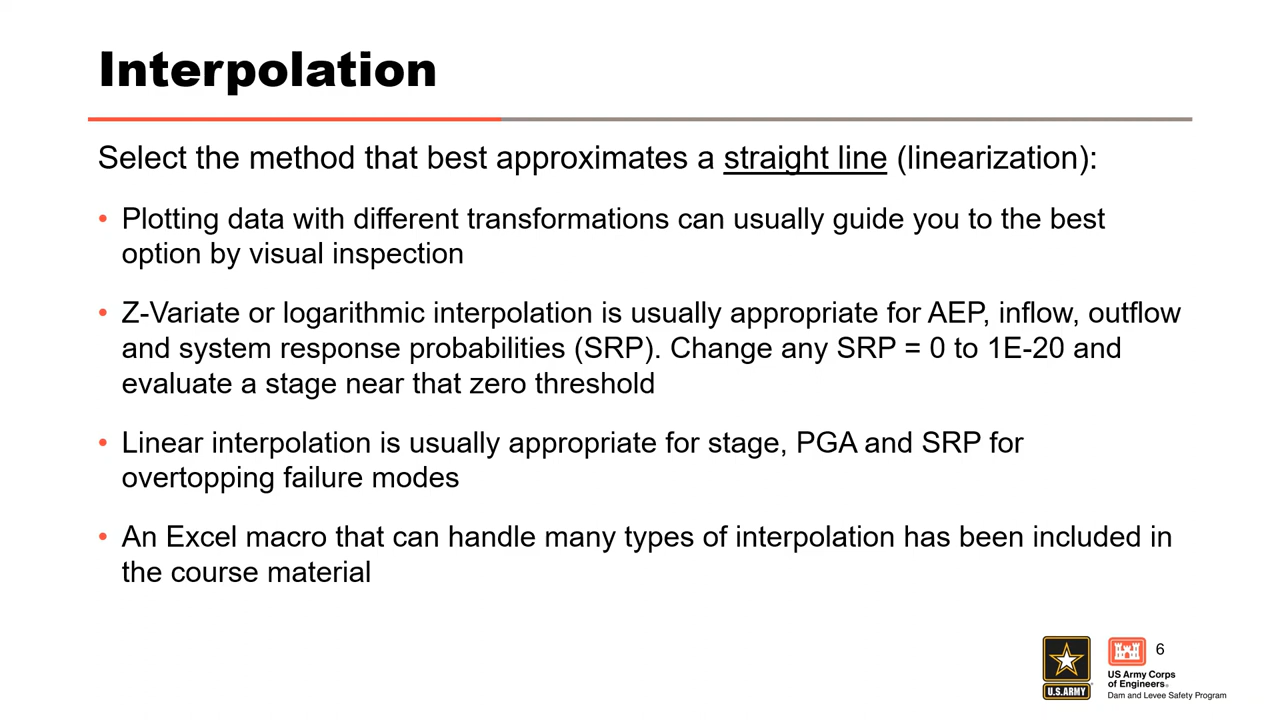 Interpolation
Select the method that best approximates a straight line (linearization):
• Plotting data with different transformations can usually guide you to the best
option by visual inspection
• Z-Variate or logarithmic interpolation is usually appropriate for AEP, inflow, outflow
and system response probabilities (SRP). Change any SRP = 0 to 1E-20 and
evaluate a stage near that zero threshold
• Linear interpolation is usually appropriate for stage, PGA and SRP for
overtopping failure modes
• An Excel macro that can handle many types of interpolation has been included in
the course material
6
U.S.ARMY
US Army Corps
of Engineers®
Dam and Levee Safety Program